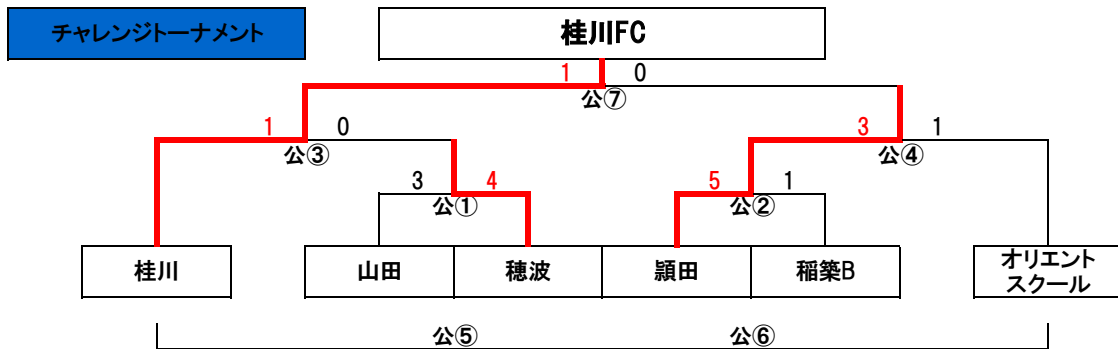 チャレンジトーナメント
桂川FC
1 0
公⑦
1 0 3 1
公③ 公④
3 4 5 1
公① 公②
桂川 山田 穂波 頴田 稲築B オリエント
スクール
公⑤ 公⑥